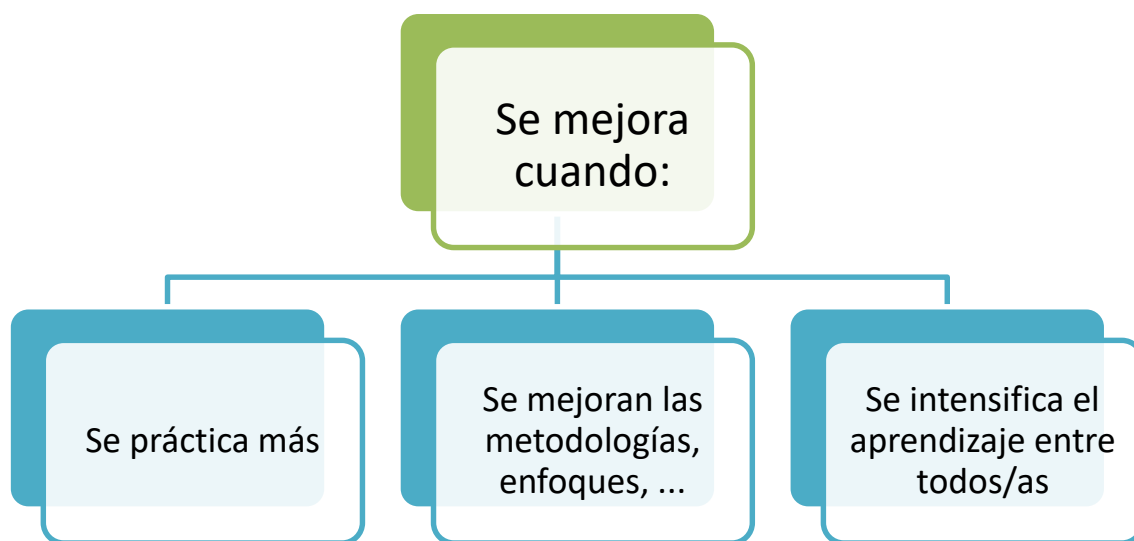 Se mejora
cuando:
Se práctica más
Se mejoran las
metodologías,
enfoques, ...
Se intensifica el
aprendizaje entre
todos/as